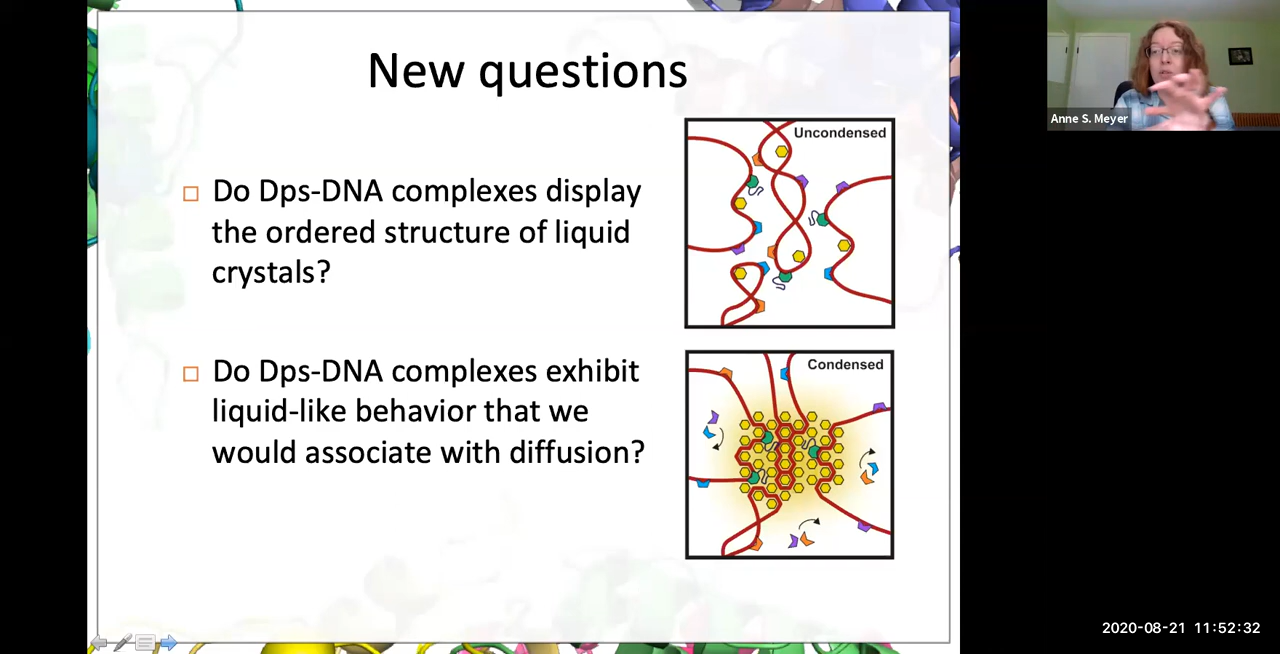 New questions
Do Dps-DNA complexes display
the ordered structure of liquid
crystals?
Do Dps-DNA complexes exhibit
liquid-like behavior that we
would associate with diffusion?
Uncondensed
Condensed
Anne S. Meyer
2020-08-21 11:52:32